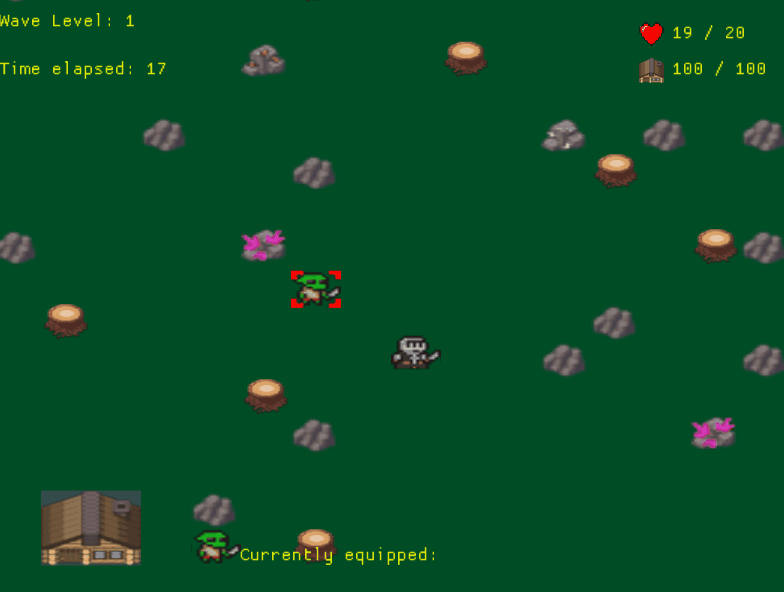 Wave Level: 1
19 / 20
Time elapsed: 17
100 / 100
Currently equipped: